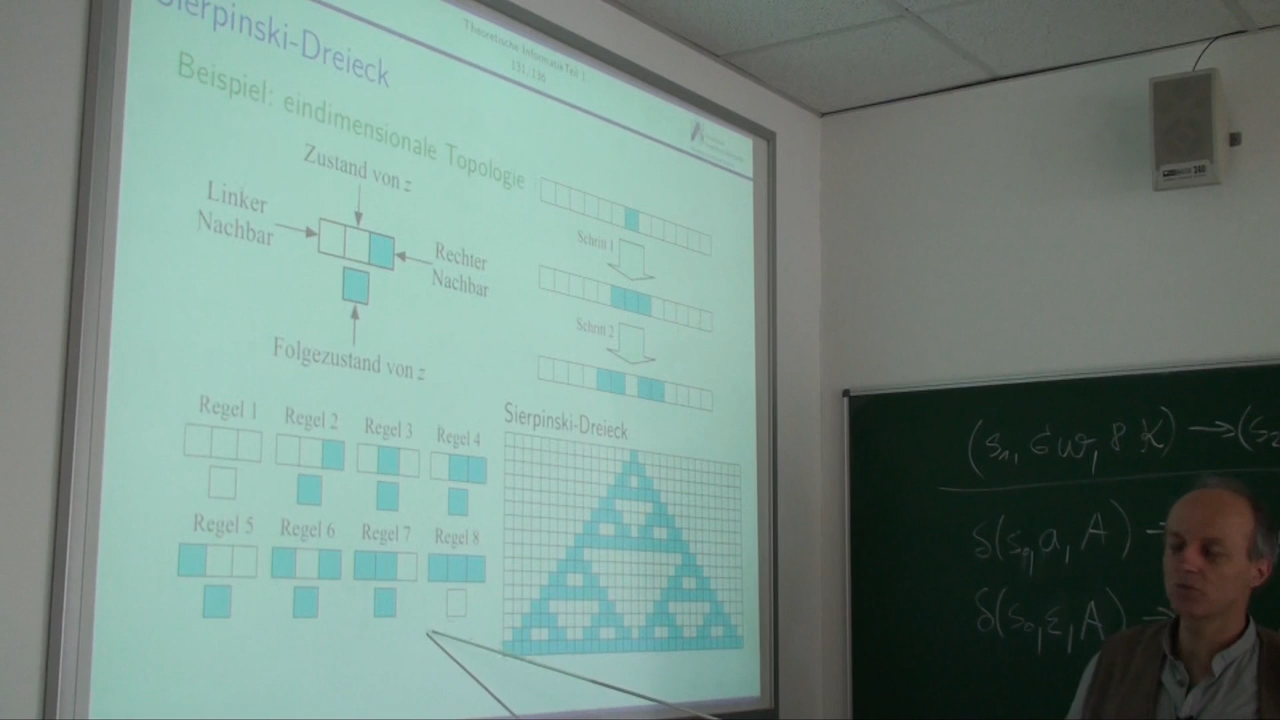 Sierpinski-Dreieck
Theoretische Informatik Teil 1
131/136
Beispiel: eindimensionale Topologie
Zustand von z
Linker
Nachbar
Rechter
Nachbar
Folgezustand von z
Schritt 1
Schritt 2
Regel 1 Regel 2 Regel 3 Regel 4
Regel 5 Regel 6 Regel 7 Regel 8
Sierpinski-Dreieck
δ(s₀, ε, A)